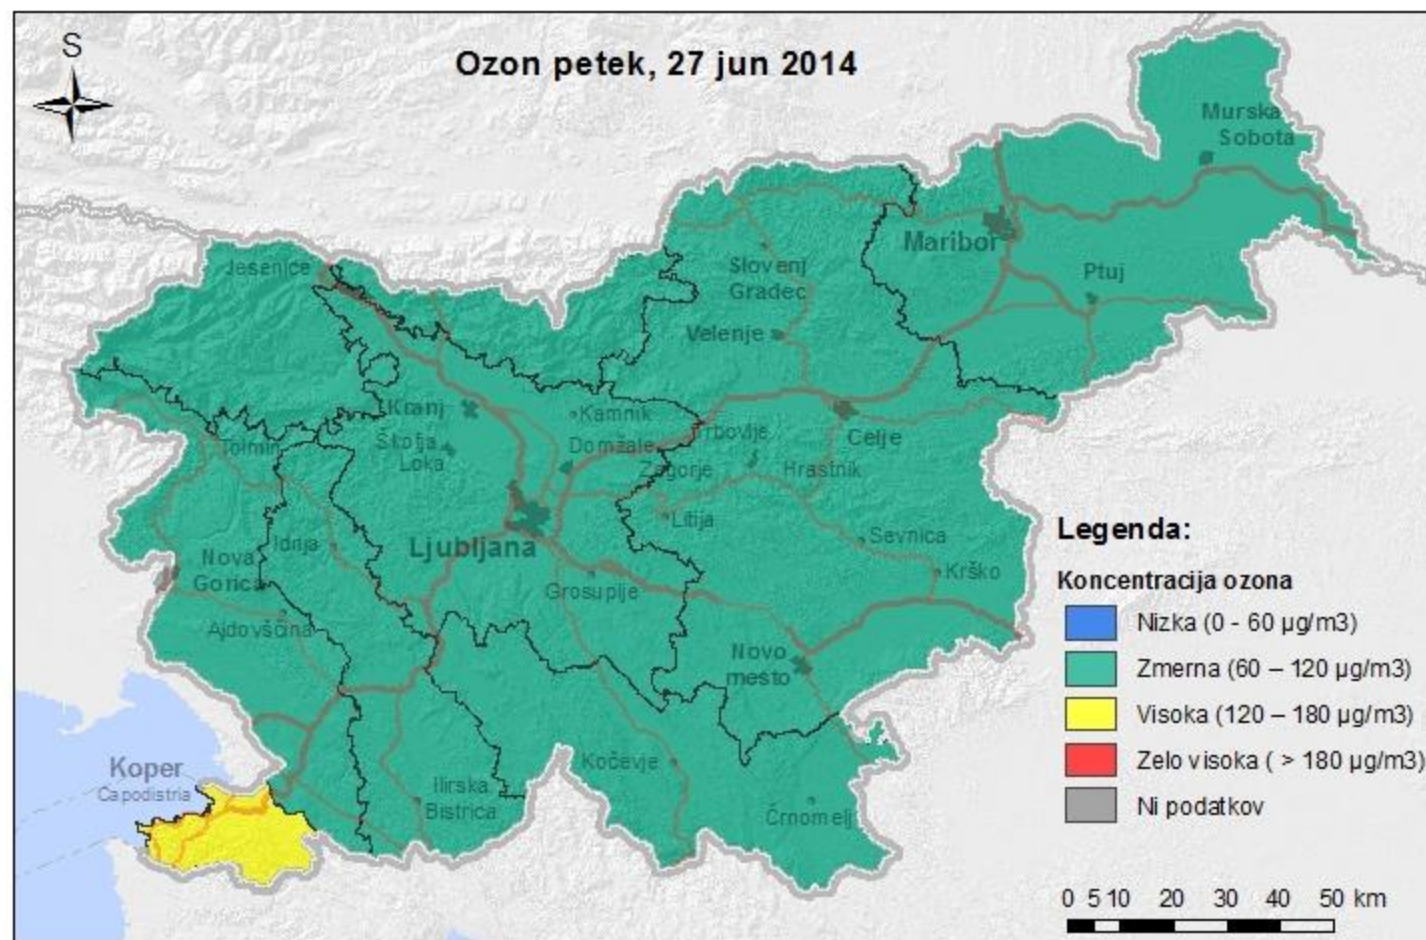 S
Ozon petek, 27 jun 2014
Murska
Sobota
Maribor
Jesenice
Slovenj
Gradec
Ptuj
Velenje
Kranj
Kamnik
Trbovlje
Celje
Škofja
Loka
Domžale
Tolmin
Zagorje
Hrastnik
Litija
Sevnica
Idrija
Ljubljana
Nova
Gorica
Grosuplje
Krško
Ajdovščina
Novo
mesto
Koper
Capodistria
Kočevje
Ilirska
Bistrica
Črnomelj
Legenda:
Koncentracija ozona
Nizka (0 - 60 µg/m3)
Zmerna (60 – 120 µg/m3)
Visoka (120 – 180 µg/m3)
Zelo visoka ( > 180 µg/m3)
Ni podatkov
0 5 10 20 30 40 50 km